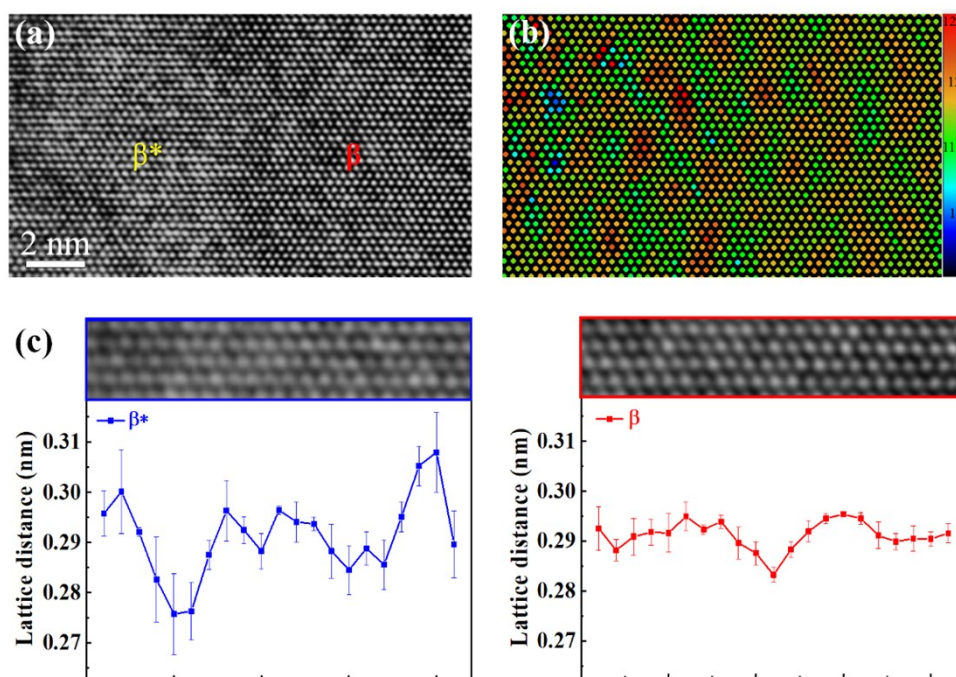 (a)
β*
β
2 nm
(b)
11
(c)
β*
Lattice distance (nm)
0.31
0.30
0.29
0.28
0.27
β
Lattice distance (nm)
0.31
0.30
0.29
0.28
0.27